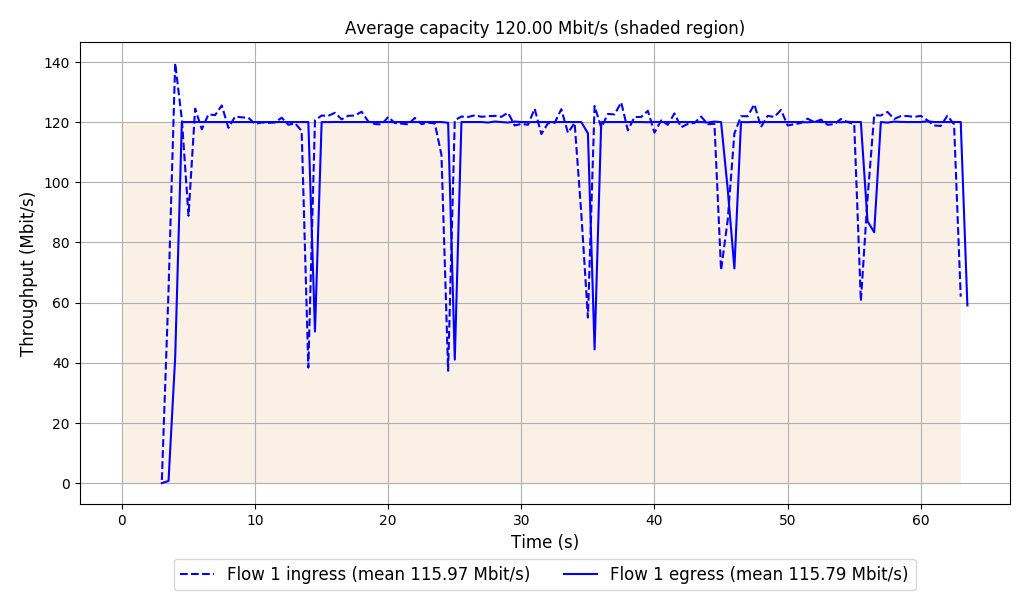 Average capacity 120.00 Mbit/s (shaded region)
Throughput (Mbit/s)
140
120
100
80
60
40
20
0
0 10 20 30 40 50 60
Time (s)
Flow 1 ingress (mean 115.97 Mbit/s) Flow 1 egress (mean 115.79 Mbit/s)